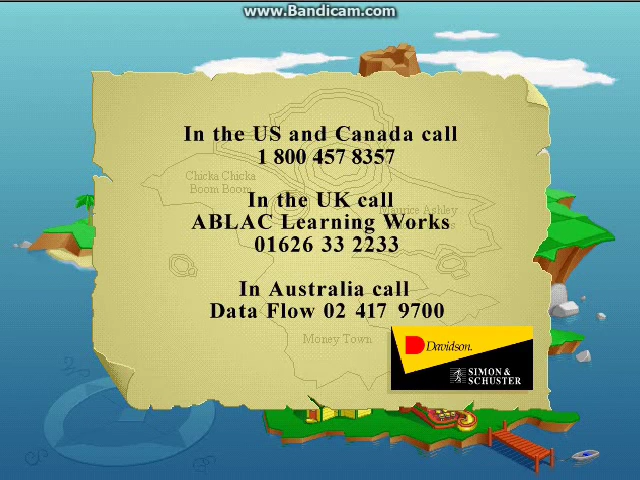 www.Bandicam.com
In the US and Canada call
1 800 457 8357
Chicka Chicka
Boom Boom
In the UK call
Maurice Ashley
ABLAC Learning Works
01626 33 2233
In Australia call
Data Flow 02 417 9700
Money Town
Davidson.
SIMON &
SCHUSTER